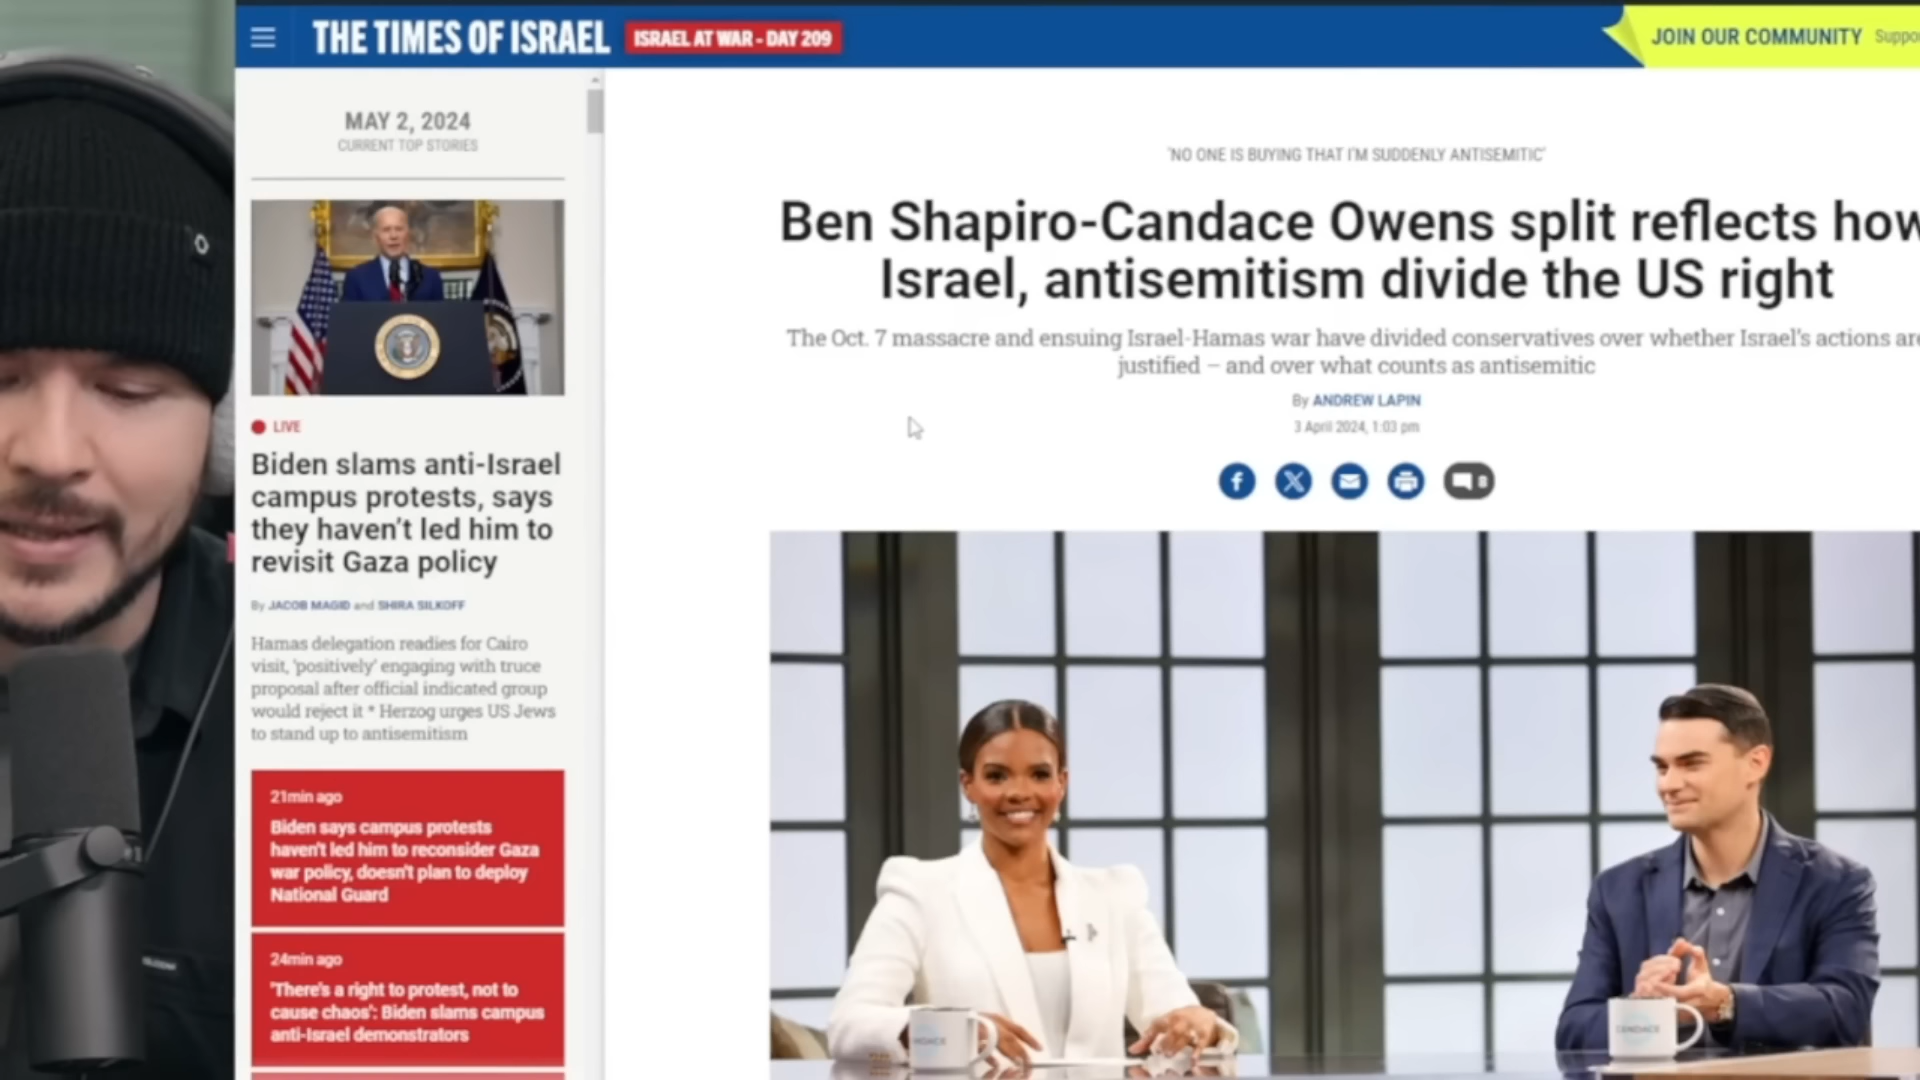 THE TIMES OF ISRAEL
ISRAEL AT WAR - DAY 209
JOIN OUR COMMUNITY
MAY 2, 2024
CURRENT TOP STORIES
LIVE
Biden slams anti-Israel
campus protests, says
they haven't led him to
revisit Gaza policy
By JACOB MAGID and SHIRA SILKOFF
Hamas delegation readies for Cairo
visit, 'positively' engaging with truce
proposal after official indicated group
would reject it * Herzog urges US Jews
to stand up to antisemitism
21min ago
Biden says campus protests
haven't led him to reconsider Gaza
war policy, doesn't plan to deploy
National Guard
24min ago
'There's a right to protest, not to
cause chaos': Biden slams campus
anti-Israel demonstrators
'NO ONE IS BUYING THAT I'M SUDDENLY ANTISEMITIC'
Ben Shapiro-Candace Owens split reflects how
Israel, antisemitism divide the US right
The Oct. 7 massacre and ensuing Israel-Hamas war have divided conservatives over whether Israel's actions are
justified – and over what counts as antisemitic
By ANDREW LAPIN
3 April 2024, 1:03 pm
CANDACE